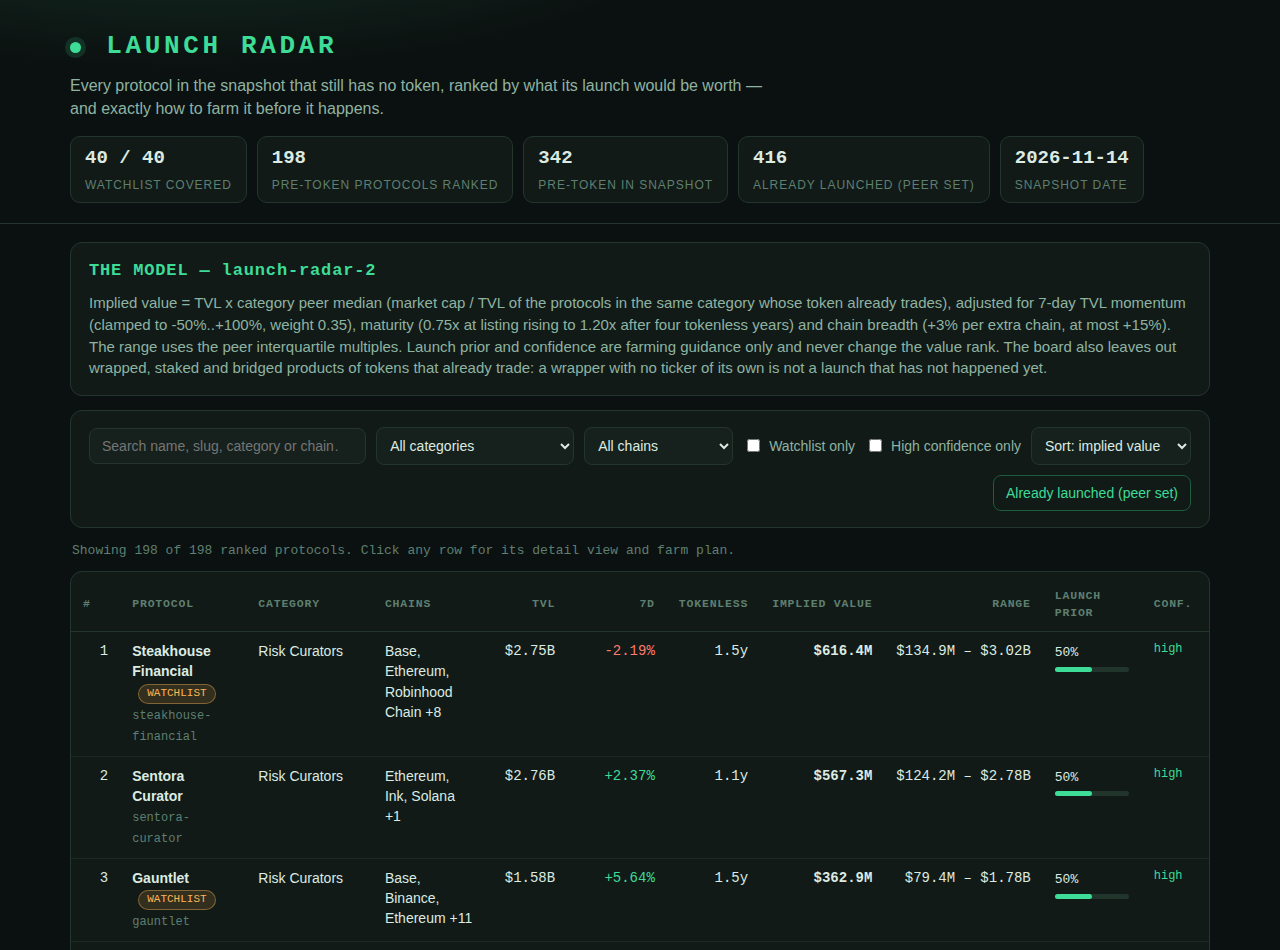 LAUNCH RADAR
Every protocol in the snapshot that still has no token, ranked by what its launch would be worth —
and exactly how to farm it before it happens.
40 / 40
WATCHLIST COVERED
198
PRE-TOKEN PROTOCOLS RANKED
342
PRE-TOKEN IN SNAPSHOT
416
ALREADY LAUNCHED (PEER SET)
2026-11-14
SNAPSHOT DATE
THE MODEL — launch-radar-2
Implied value = TVL x category peer median (market cap / TVL of the protocols in the same category whose token already trades), adjusted for 7-day TVL momentum
(clamped to -50%..+100%, weight 0.35), maturity (0.75x at listing rising to 1.20x after four tokenless years) and chain breadth (+3% per extra chain, at most +15%).
The range uses the peer interquartile multiples. Launch prior and confidence are farming guidance only and never change the value rank. The board also leaves out
wrapped, staked and bridged products of tokens that already trade: a wrapper with no ticker of its own is not a launch that has not happened yet.
Search name, slug, category or chain. All categories All chains Watchlist only High confidence only Sort: implied value
Already launched (peer set)
Showing 198 of 198 ranked protocols. Click any row for its detail view and farm plan.
# PROTOCOL CATEGORY CHAINS TVL 7D TOKENLESS IMPLIED VALUE RANGE LAUNCH PRIOR CONF.
1 Steakhouse Risk Curators Base, $2.75B -2.19% 1.5y $616.4M $134.9M – $3.02B 50% high
Financial Ethereum,
WATCHLIST Robinhood
steakhouse- Chain +8
financial
2 Sentora Risk Curators Ethereum, $2.76B +2.37% 1.1y $567.3M $124.2M – $2.78B 50% high
Curator Ink, Solana
sentora- +1
curator
3 Gauntlet Risk Curators Base, $1.58B +5.64% 1.5y $362.9M $79.4M – $1.78B 50% high
WATCHLIST Binance,
gauntlet Ethereum +11